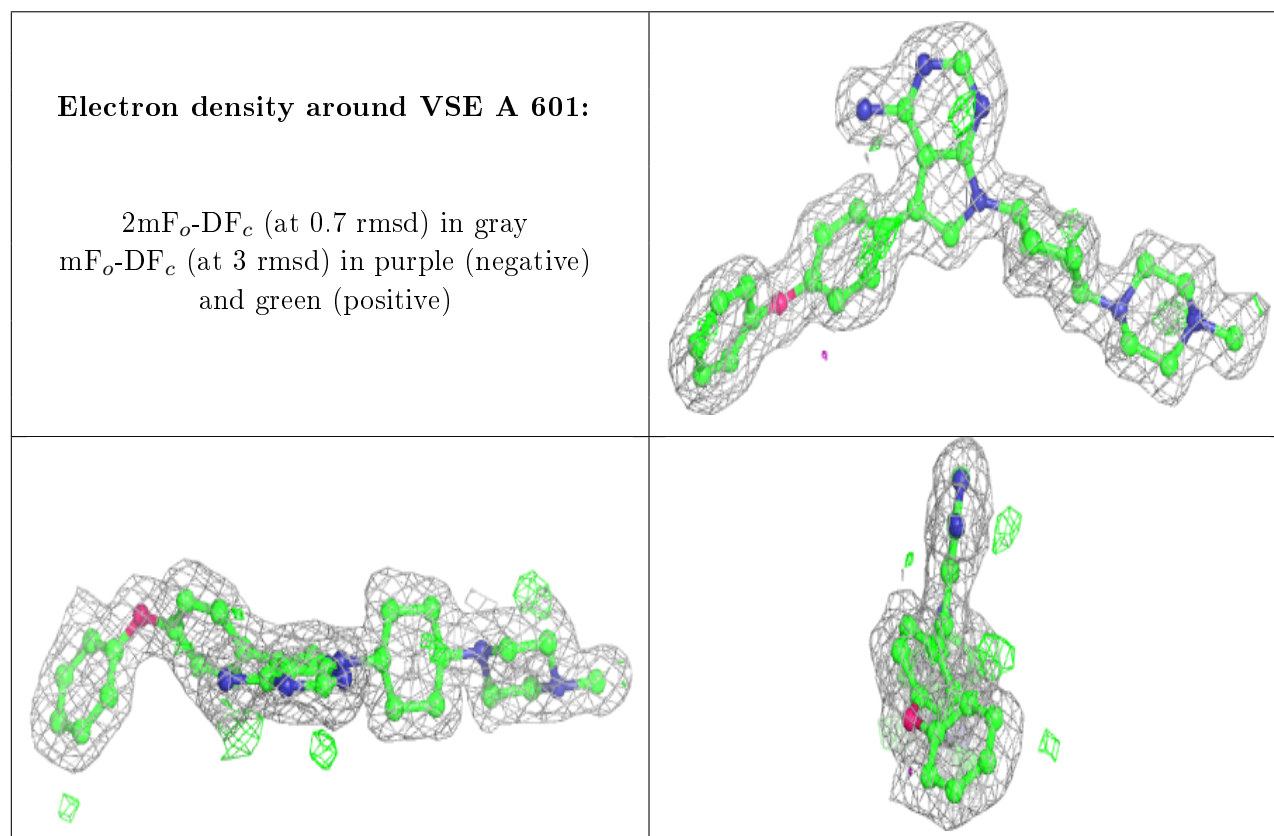 Electron density around VSE A 601:
2mFₒ-DF𝒸 (at 0.7 rmsd) in gray
mFₒ-DF𝒸 (at 3 rmsd) in purple (negative)
and green (positive)